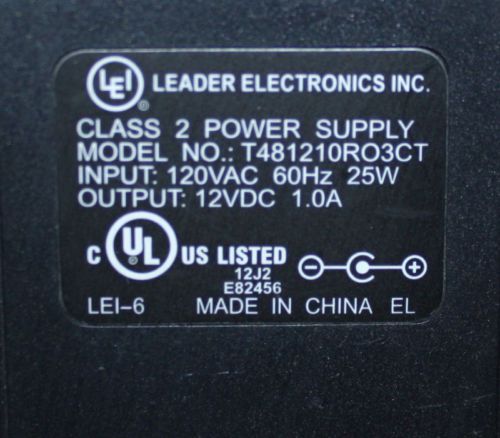 LEI ® LEADER ELECTRONICS INC.
CLASS 2 POWER SUPPLY
MODEL NO.: T481210RO3CT
INPUT: 120VAC 60Hz 25W
OUTPUT: 12VDC 1.0A
C UL ® US LISTED
12J2
E82456
LEI-6 MADE IN CHINA EL